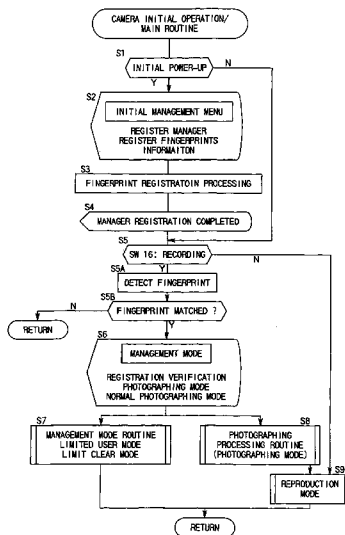 CAMERA INITIAL OPERATION/
MAIN ROUTINE
S1
INITIAL POWER-UP
N
Y
S2
INITIAL MANAGEMENT MENU
REGISTER MANAGER
REGISTER FINGERPRINTS
INFORMAITON
S3
FINGERPRINT REGISTRATOIN PROCESSING
S4
MANAGER REGISTRATION COMPLETED
S5
SW 16: RECORDING
N
Y
S5A
DETECT FINGERPRINT
S5B
N
FINGERPRINT MATCHED ?
RETURN
Y
S6
MANAGEMENT MODE
REGISTRATION VERIFICATION
PHOTOGRAPHING MODE
NORMAL PHOTOGRAPHING MODE
S7
MANAGEMENT MODE ROUTINE
LIMITED USER MODE
LIMIT CLEAR MODE
S8
PHOTOGRAPHING
PROCESSING ROUTINE
(PHOTOGRAPHING MODE)
S9
REPRODUCTION
MODE
RETURN